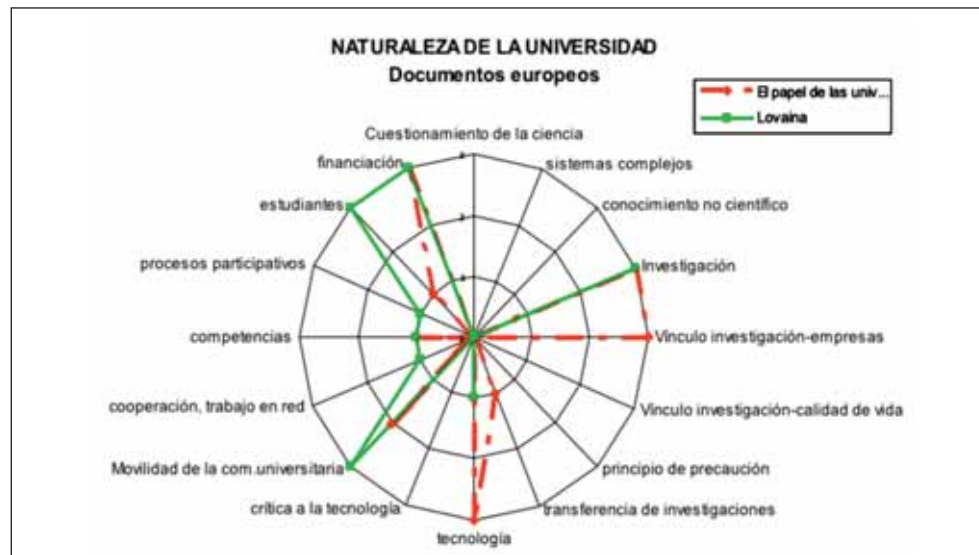 NATURALEZA DE LA UNIVERSIDAD
Documentos europeos
El papel de las univ...
Lovaina
Cuestionamiento de la ciencia
sistemas complejos
conocimiento no científico
Investigación
Vínculo investigación-empresas
Vínculo investigación-calidad de vida
principio de precaución
transferencia de investigaciones
tecnología
crítica a la tecnología
Movilidad de la com.universitaria
cooperación, trabajo en red
competencias
procesos participativos
estudiantes
financiación